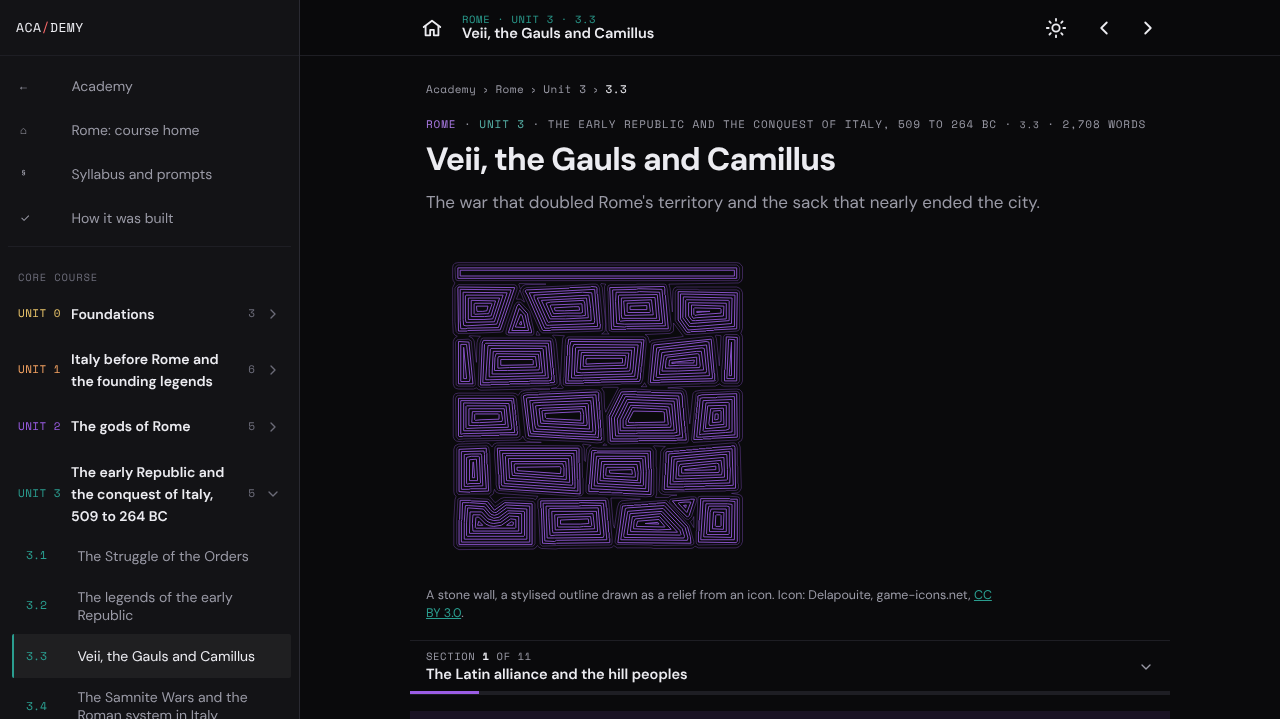 ACA/DEMY
← Academy
⌂ Rome: course home
§ Syllabus and prompts
✓ How it was built
CORE COURSE
UNIT 0 Foundations 3
UNIT 1 Italy before Rome and
the founding legends 6
UNIT 2 The gods of Rome 5
UNIT 3 The early Republic and
the conquest of Italy,
509 to 264 BC 5
3.1 The Struggle of the Orders
3.2 The legends of the early
Republic
3.3 Veii, the Gauls and Camillus
3.4 The Samnite Wars and the
Roman system in Italy
ROME · UNIT 3 · 3.3
Veii, the Gauls and Camillus
Academy › Rome › Unit 3 › 3.3
ROME · UNIT 3 · THE EARLY REPUBLIC AND THE CONQUEST OF ITALY, 509 TO 264 BC · 3.3 · 2,708 WORDS
Veii, the Gauls and Camillus
The war that doubled Rome's territory and the sack that nearly ended the city.
A stone wall, a stylised outline drawn as a relief from an icon. Icon: Delapouite, game-icons.net, CC
BY 3.0.
SECTION 1 OF 11
The Latin alliance and the hill peoples